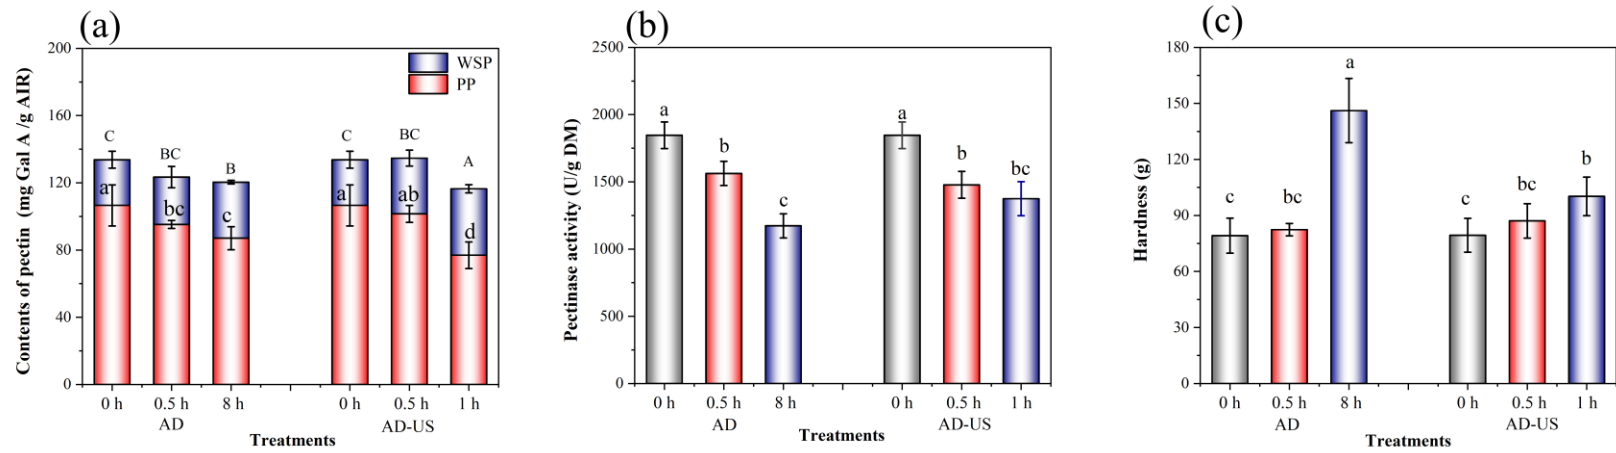 (a)
Contents of pectin (mg Gal A /g AIR)
200
160
120
80
40
0
WSP
PP
C
BC
B
C
BC
A
a
bc
c
a
ab
d
0 h
0.5 h
8 h
0 h
0.5 h
1 h
AD
AD-US
Treatments
(b)
Pectinase activity (U/g DM)
2500
2000
1500
1000
500
0
a
b
c
a
b
bc
0 h
0.5 h
8 h
0 h
0.5 h
1 h
AD
AD-US
Treatments
(c)
Hardness (g)
180
150
120
90
60
30
0
c
bc
a
c
bc
b
0 h
0.5 h
8 h
0 h
0.5 h
1 h
AD
AD-US
Treatments